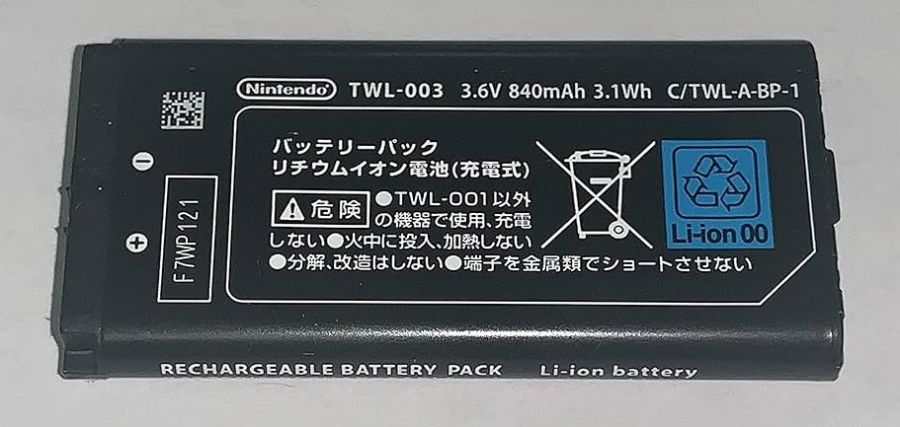 Nintendo TWL-003 3.6V 840mAh 3.1Wh C/TWL-A-BP-1
バッテリーパック
リチウムイオン電池(充電式)
危険 ●TWL-001以外
の機器で使用、充電
しない●火中に投入、加熱しない
●分解、改造はしない●端子を金属類でショートさせない
Li-ion 00
F7WP121
RECHARGEABLE BATTERY PACK Li-ion battery